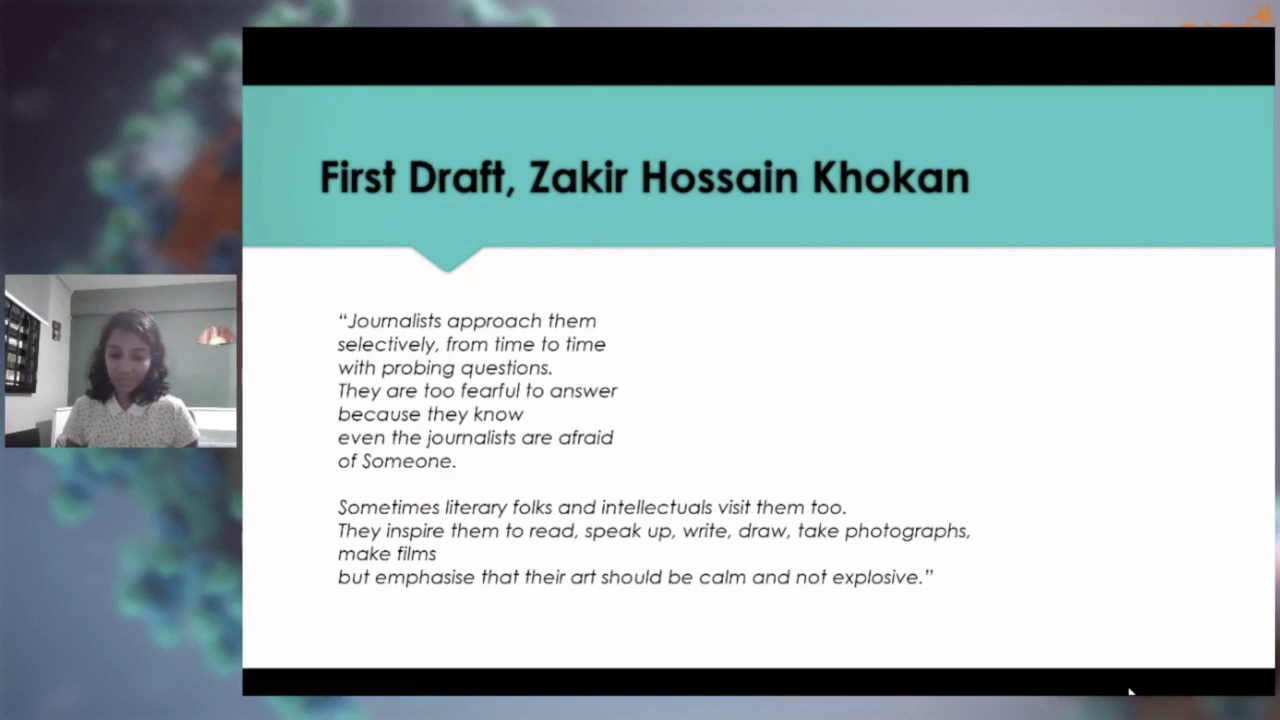 First Draft, Zakir Hossain Khokan
“Journalists approach them
selectively, from time to time
with probing questions.
They are too fearful to answer
because they know
even the journalists are afraid
of Someone.
Sometimes literary folks and intellectuals visit them too.
They inspire them to read, speak up, write, draw, take photographs,
make films
but emphasise that their art should be calm and not explosive.”